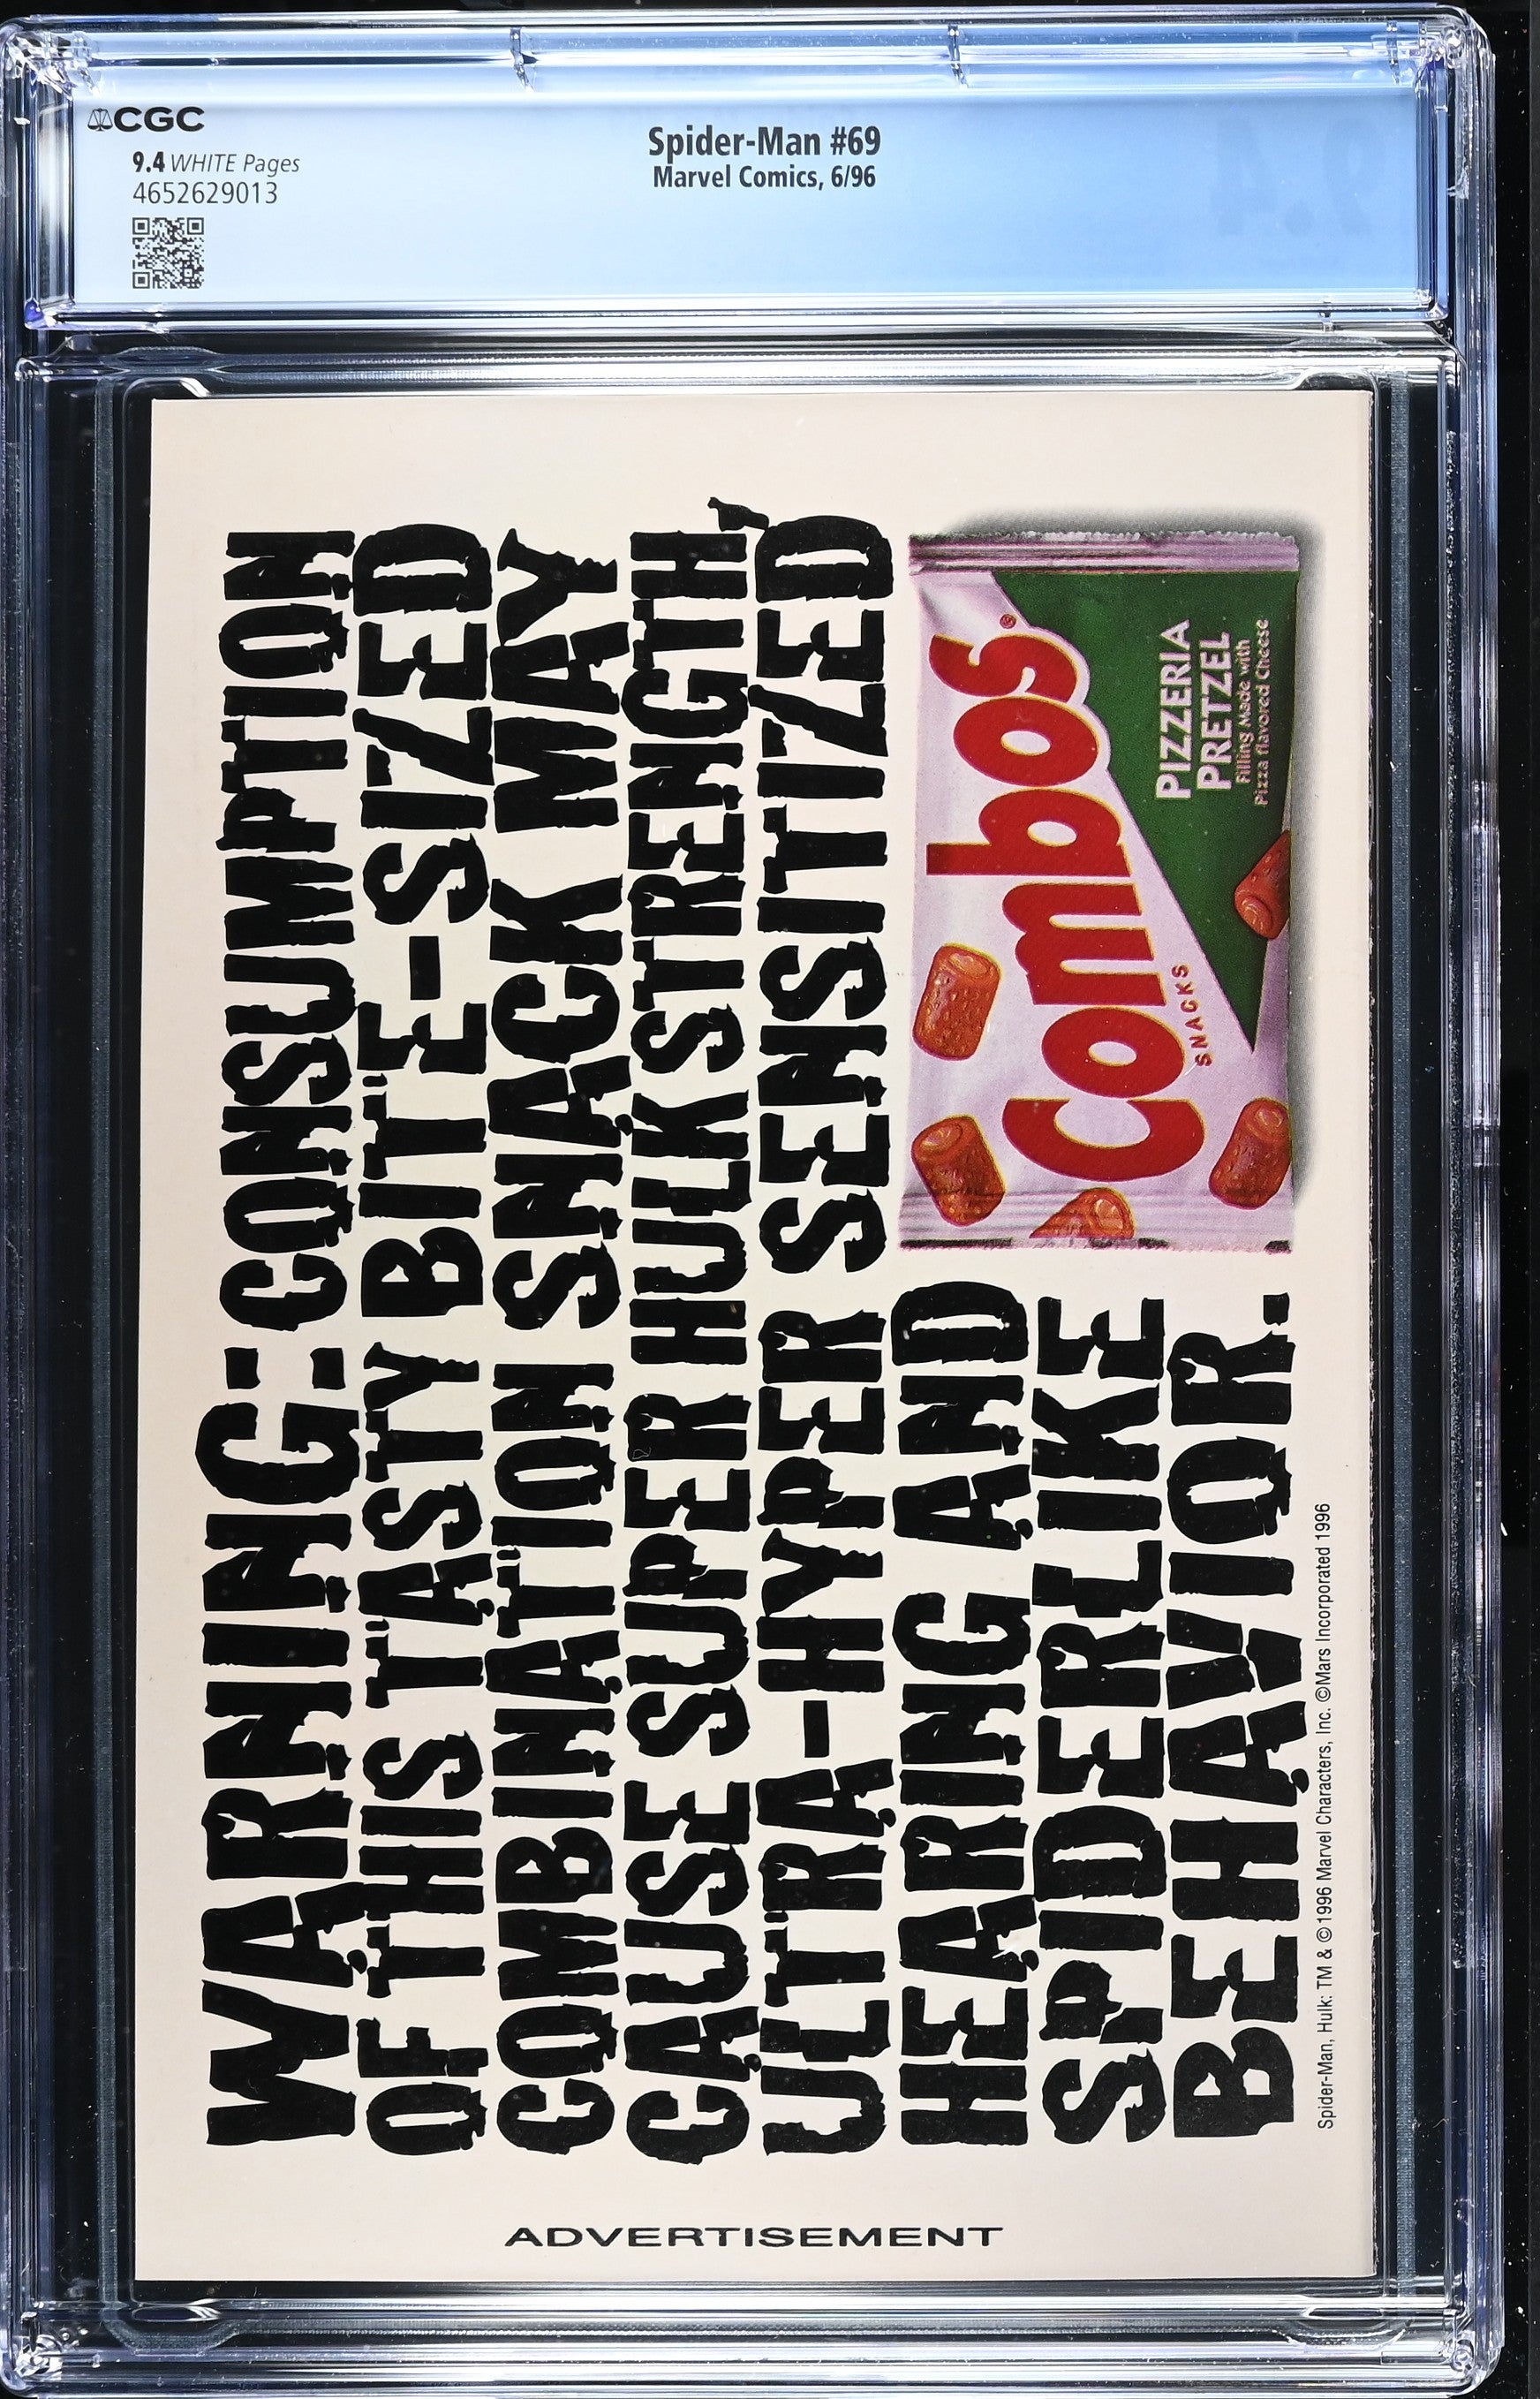 CGC
9.4 WHITE Pages
4652629013
Spider-Man #69
Marvel Comics, 6/96
9.4
WARNING: CONSUMPTION
OF THIS TASTY BITE-SIZED
COMBINATION SNACK MAY
CAUSE SUPER HULK STRENGTH,
ULTRA-HYPER SENSITIZED
HEARING AND
SPIDERLIKE
BEHAVIOR.
Combos®
SNACKS
PIZZERIA
PRETZEL
Filling Made with
Pizza flavored Cheese
Spider-Man, Hulk: TM & ©1996 Marvel Characters, Inc. ©Mars Incorporated 1996
ADVERTISEMENT